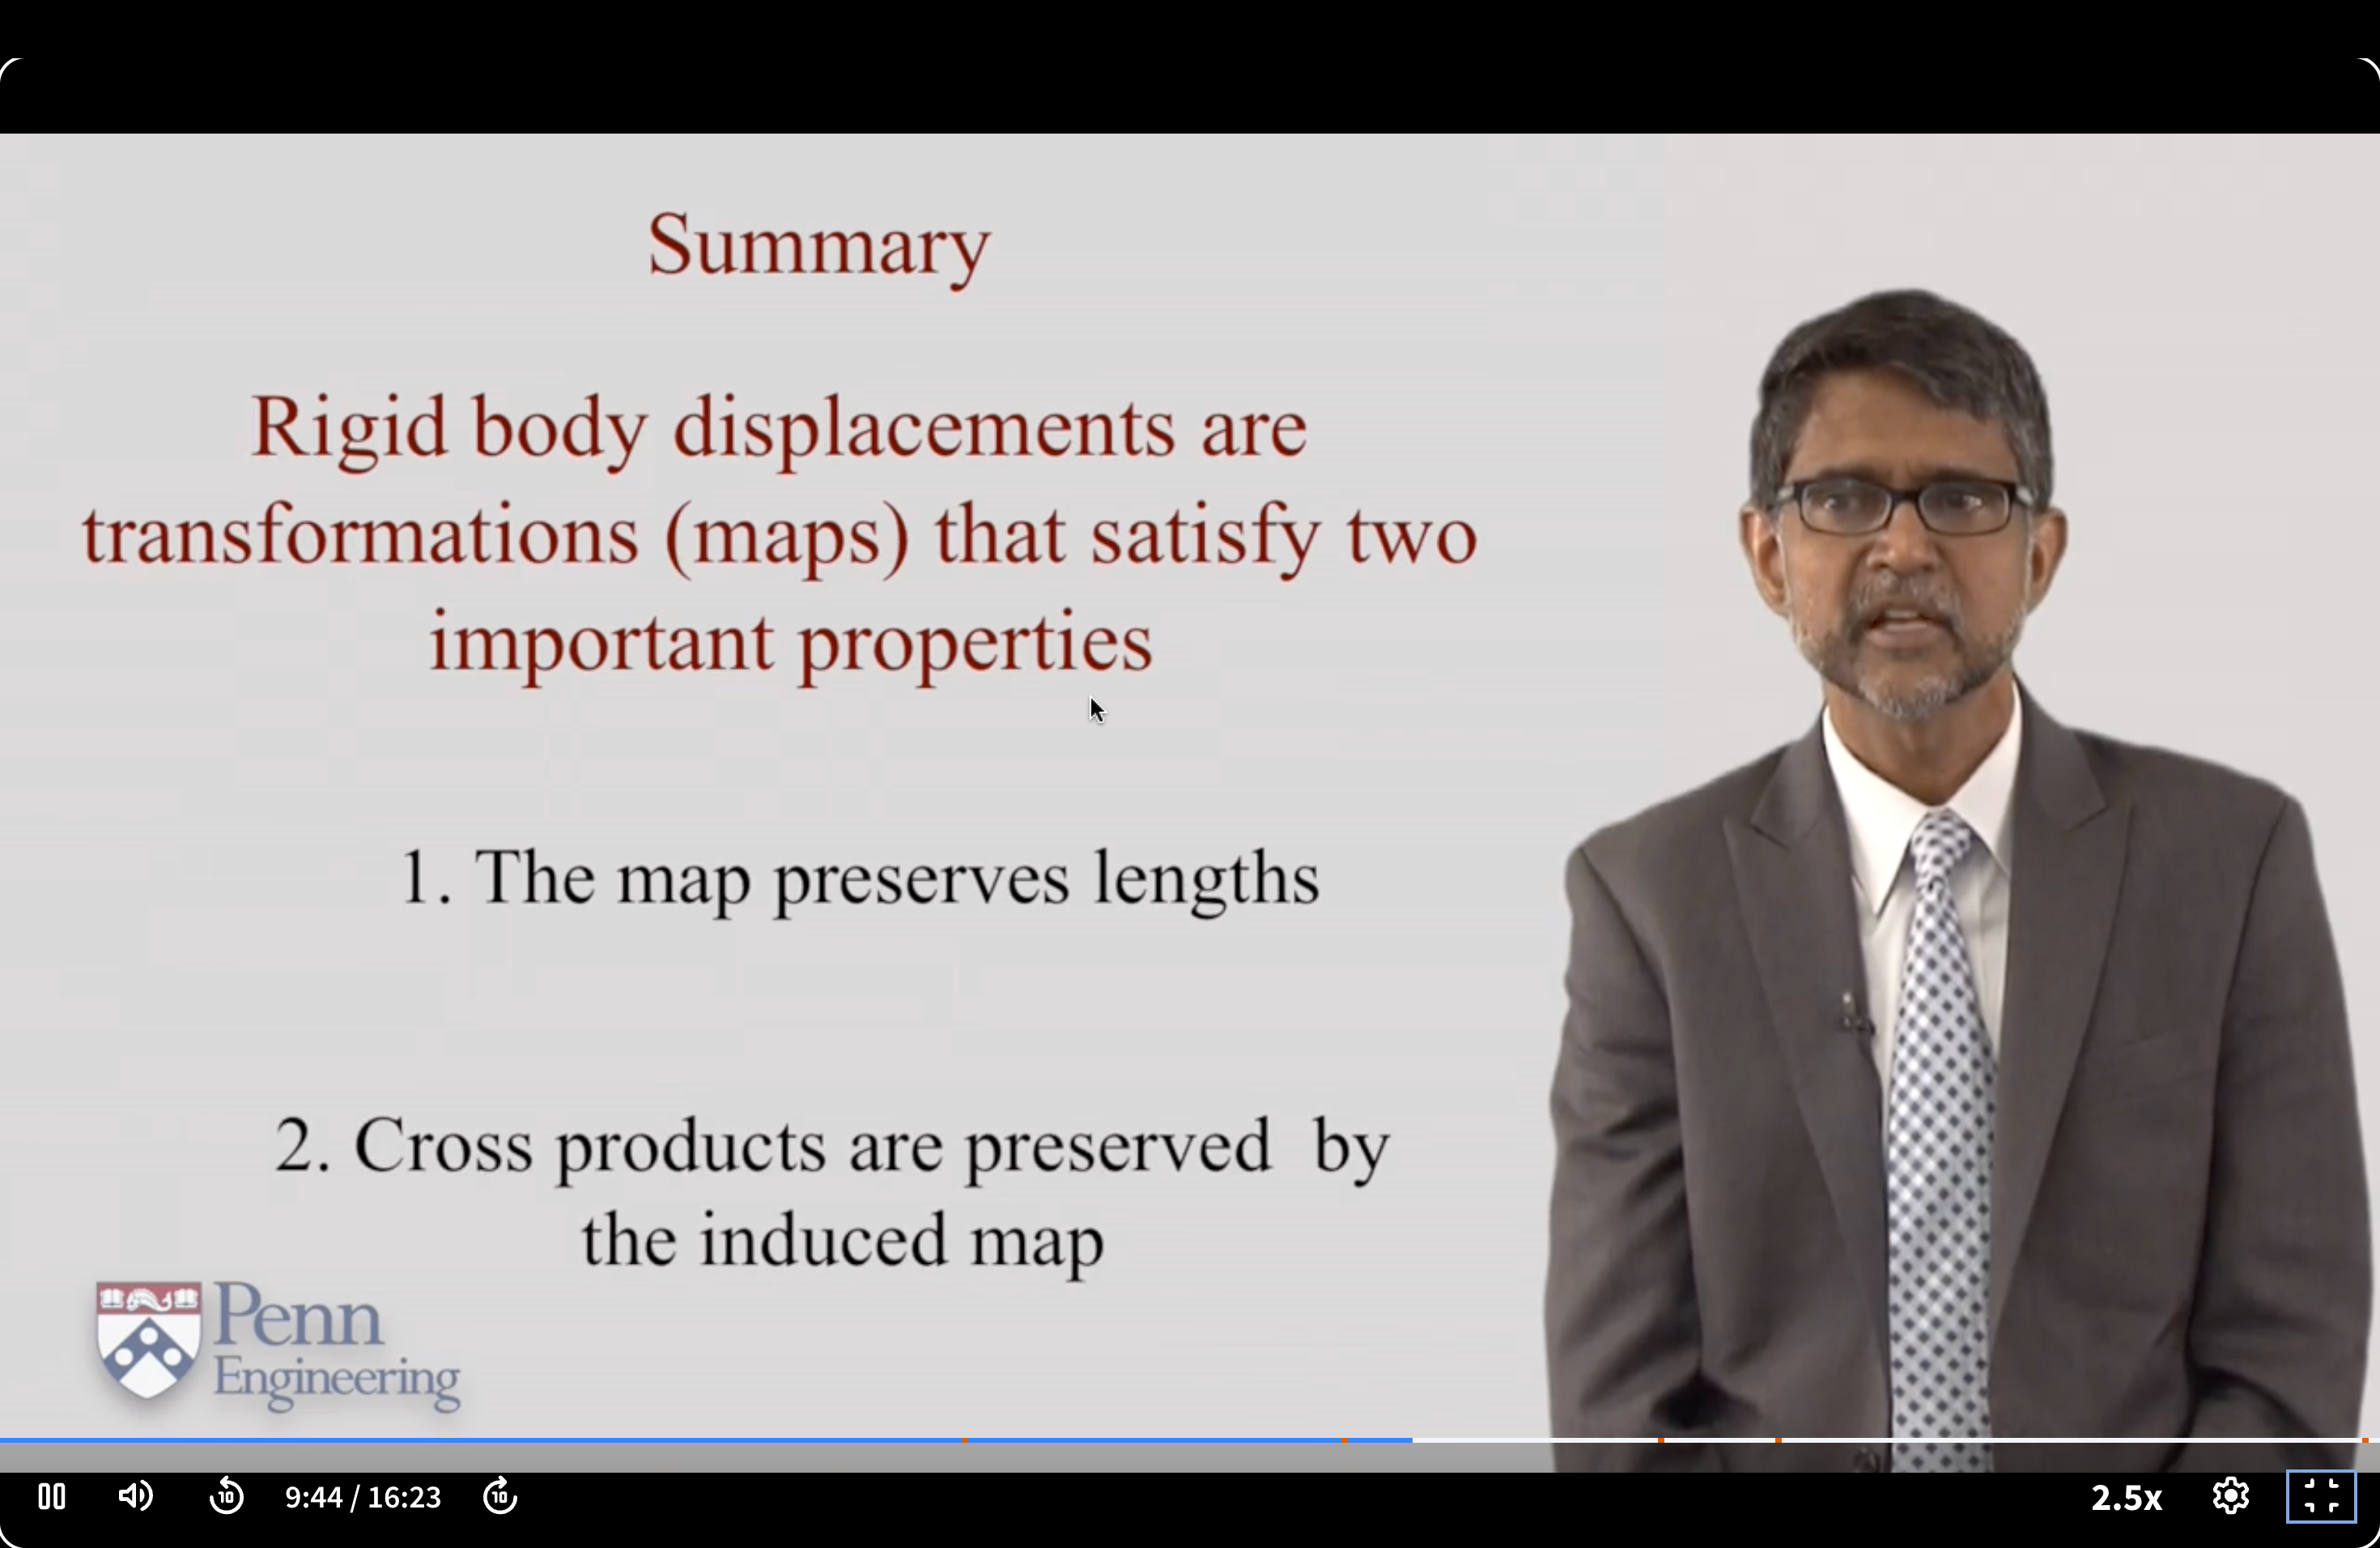 Summary
Rigid body displacements are
transformations (maps) that satisfy two
important properties
1. The map preserves lengths
2. Cross products are preserved by
the induced map
Penn
Engineering
10
9:44 / 16:23
10
2.5x